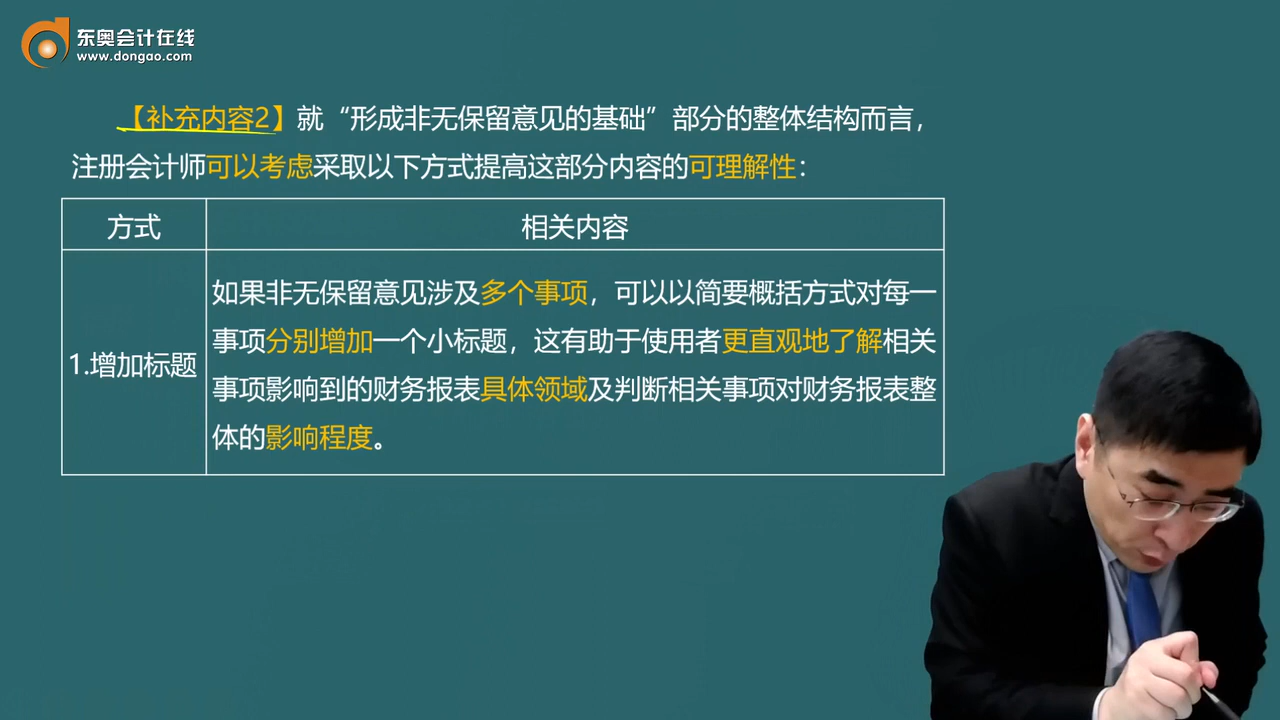 东奥会计在线
www.dongao.com
【补充内容2】就“形成非无保留意见的基础”部分的整体结构而言，
注册会计师可以考虑采取以下方式提高这部分内容的可理解性：
方式
相关内容
1.增加标题
如果非无保留意见涉及多个事项，可以以简要概括方式对每一
事项分别增加一个小标题，这有助于使用者更直观地了解相关
事项影响到的财务报表具体领域及判断相关事项对财务报表整
体的影响程度。